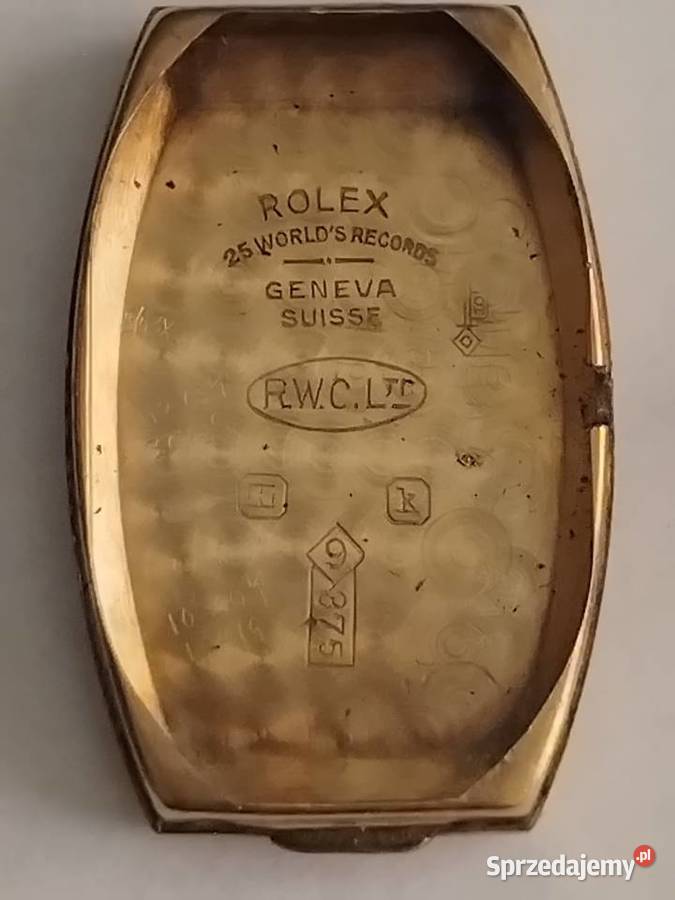 ROLEX
25 WORLD'S RECORDS
GENEVA
SUISSE
R.W.C. LTD
k
9
375
Sprzedajemy.pl